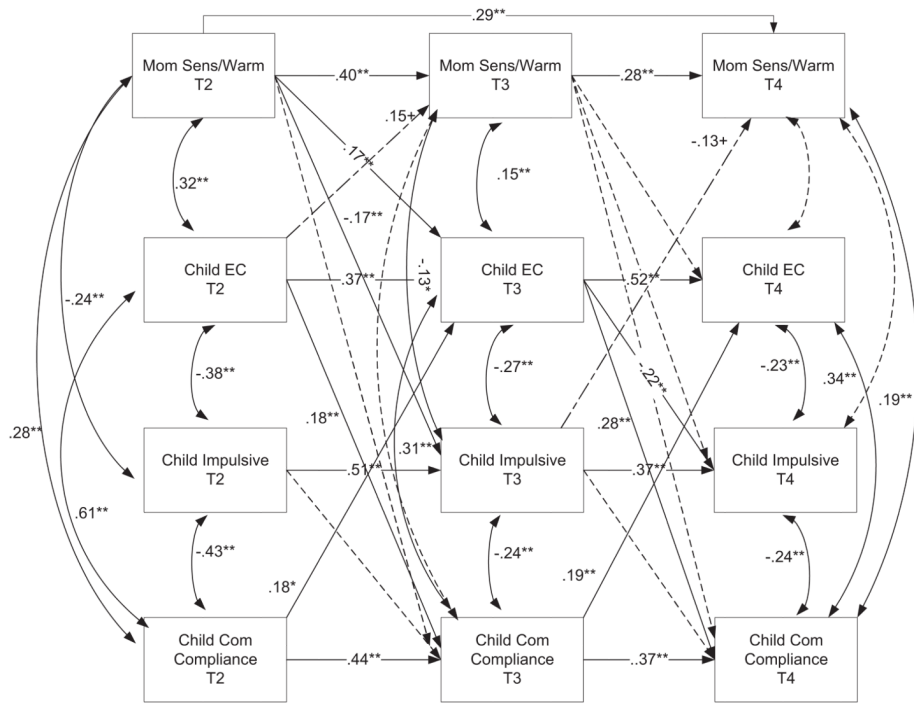 .29**
Mom Sens/Warm
T2
.40**
Mom Sens/Warm
T3
.28**
Mom Sens/Warm
T4
.15+
.17**
-.13+
.32**
.15**
-.17**
Child EC
T2
.37**
-.13*
Child EC
T3
.52**
Child EC
T4
-.24**
-.38**
-.27**
-.23**
.34**
.22**
.19**
.18**
.28**
.28**
.31**
Child Impulsive
T2
.51**
Child Impulsive
T3
.37**
Child Impulsive
T4
.61**
-.43**
-.24**
-.24**
.18*
.19**
Child Com
Compliance
T2
.44**
Child Com
Compliance
T3
..37**
Child Com
Compliance
T4